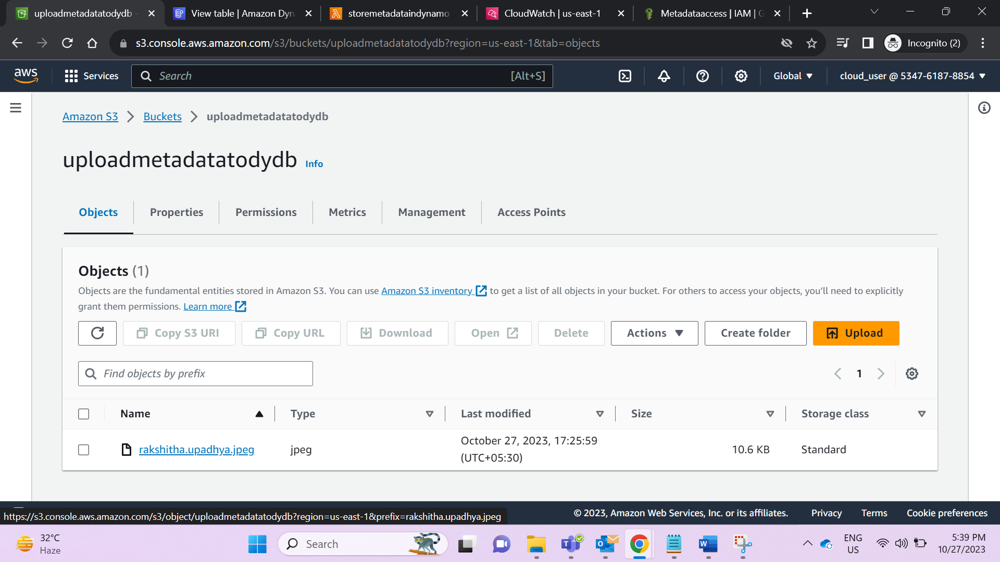 uploadmetadatatodydb -
View table | Amazon Dyn
storemetadataindynamo
CloudWatch | us-east-1
Metadataaccess | IAM | G
s3.console.aws.amazon.com/s3/buckets/uploadmetadatatodydb?region=us-east-1&tab=objects
Incognito (2)
aws
Services
Search
[Alt+S]
Global
cloud_user @ 5347-6187-8854
Amazon S3
Buckets
uploadmetadatatodydb
uploadmetadatatodydb
Info
Objects
Properties
Permissions
Metrics
Management
Access Points
Objects (1)
Objects are the fundamental entities stored in Amazon S3. You can use Amazon S3 inventory to get a list of all objects in your bucket. For others to access your objects, you’ll need to explicitly
grant them permissions. Learn more
Copy S3 URI
Copy URL
Download
Open
Delete
Actions
Create folder
Upload
Find objects by prefix
1
Name
Type
Last modified
Size
Storage class
rakshitha.upadhya.jpeg
jpeg
October 27, 2023, 17:25:59
(UTC+05:30)
10.6 KB
Standard
https://s3.console.aws.amazon.com/s3/object/uploadmetadatatodydb?region=us-east-1&prefix=rakshitha.upadhya.jpeg
© 2023, Amazon Web Services, Inc. or its affiliates.
Privacy
Terms
Cookie preferences
32°C
Haze
Search
ENG
US
5:39 PM
10/27/2023